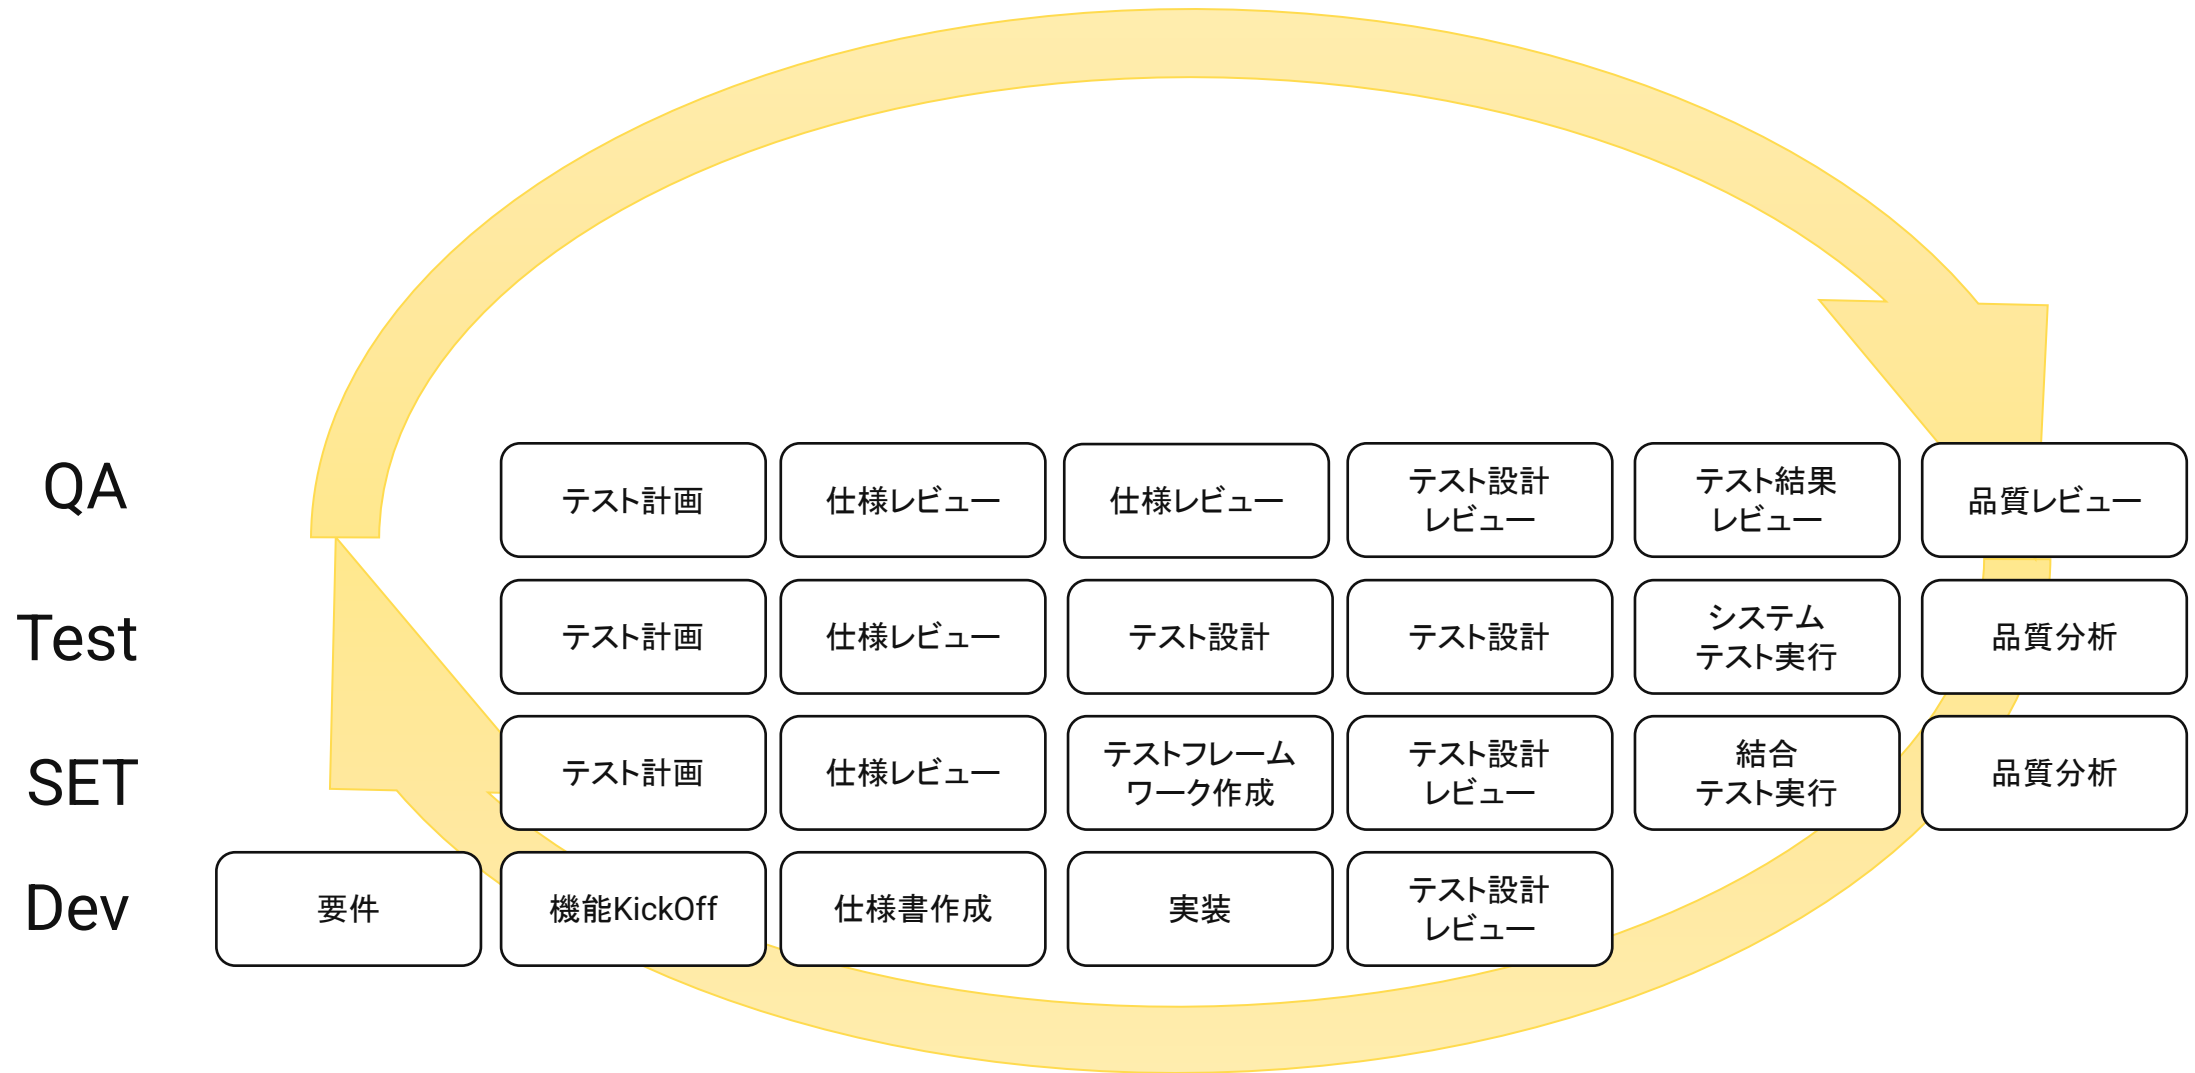 QA
テスト計画
仕様レビュー
仕様レビュー
テスト設計
レビュー
テスト結果
レビュー
品質レビュー
Test
テスト計画
仕様レビュー
テスト設計
テスト設計
システム
テスト実行
品質分析
SET
テスト計画
仕様レビュー
テストフレーム
ワーク作成
テスト設計
レビュー
結合
テスト実行
品質分析
Dev
要件
機能KickOff
仕様書作成
実装
テスト設計
レビュー